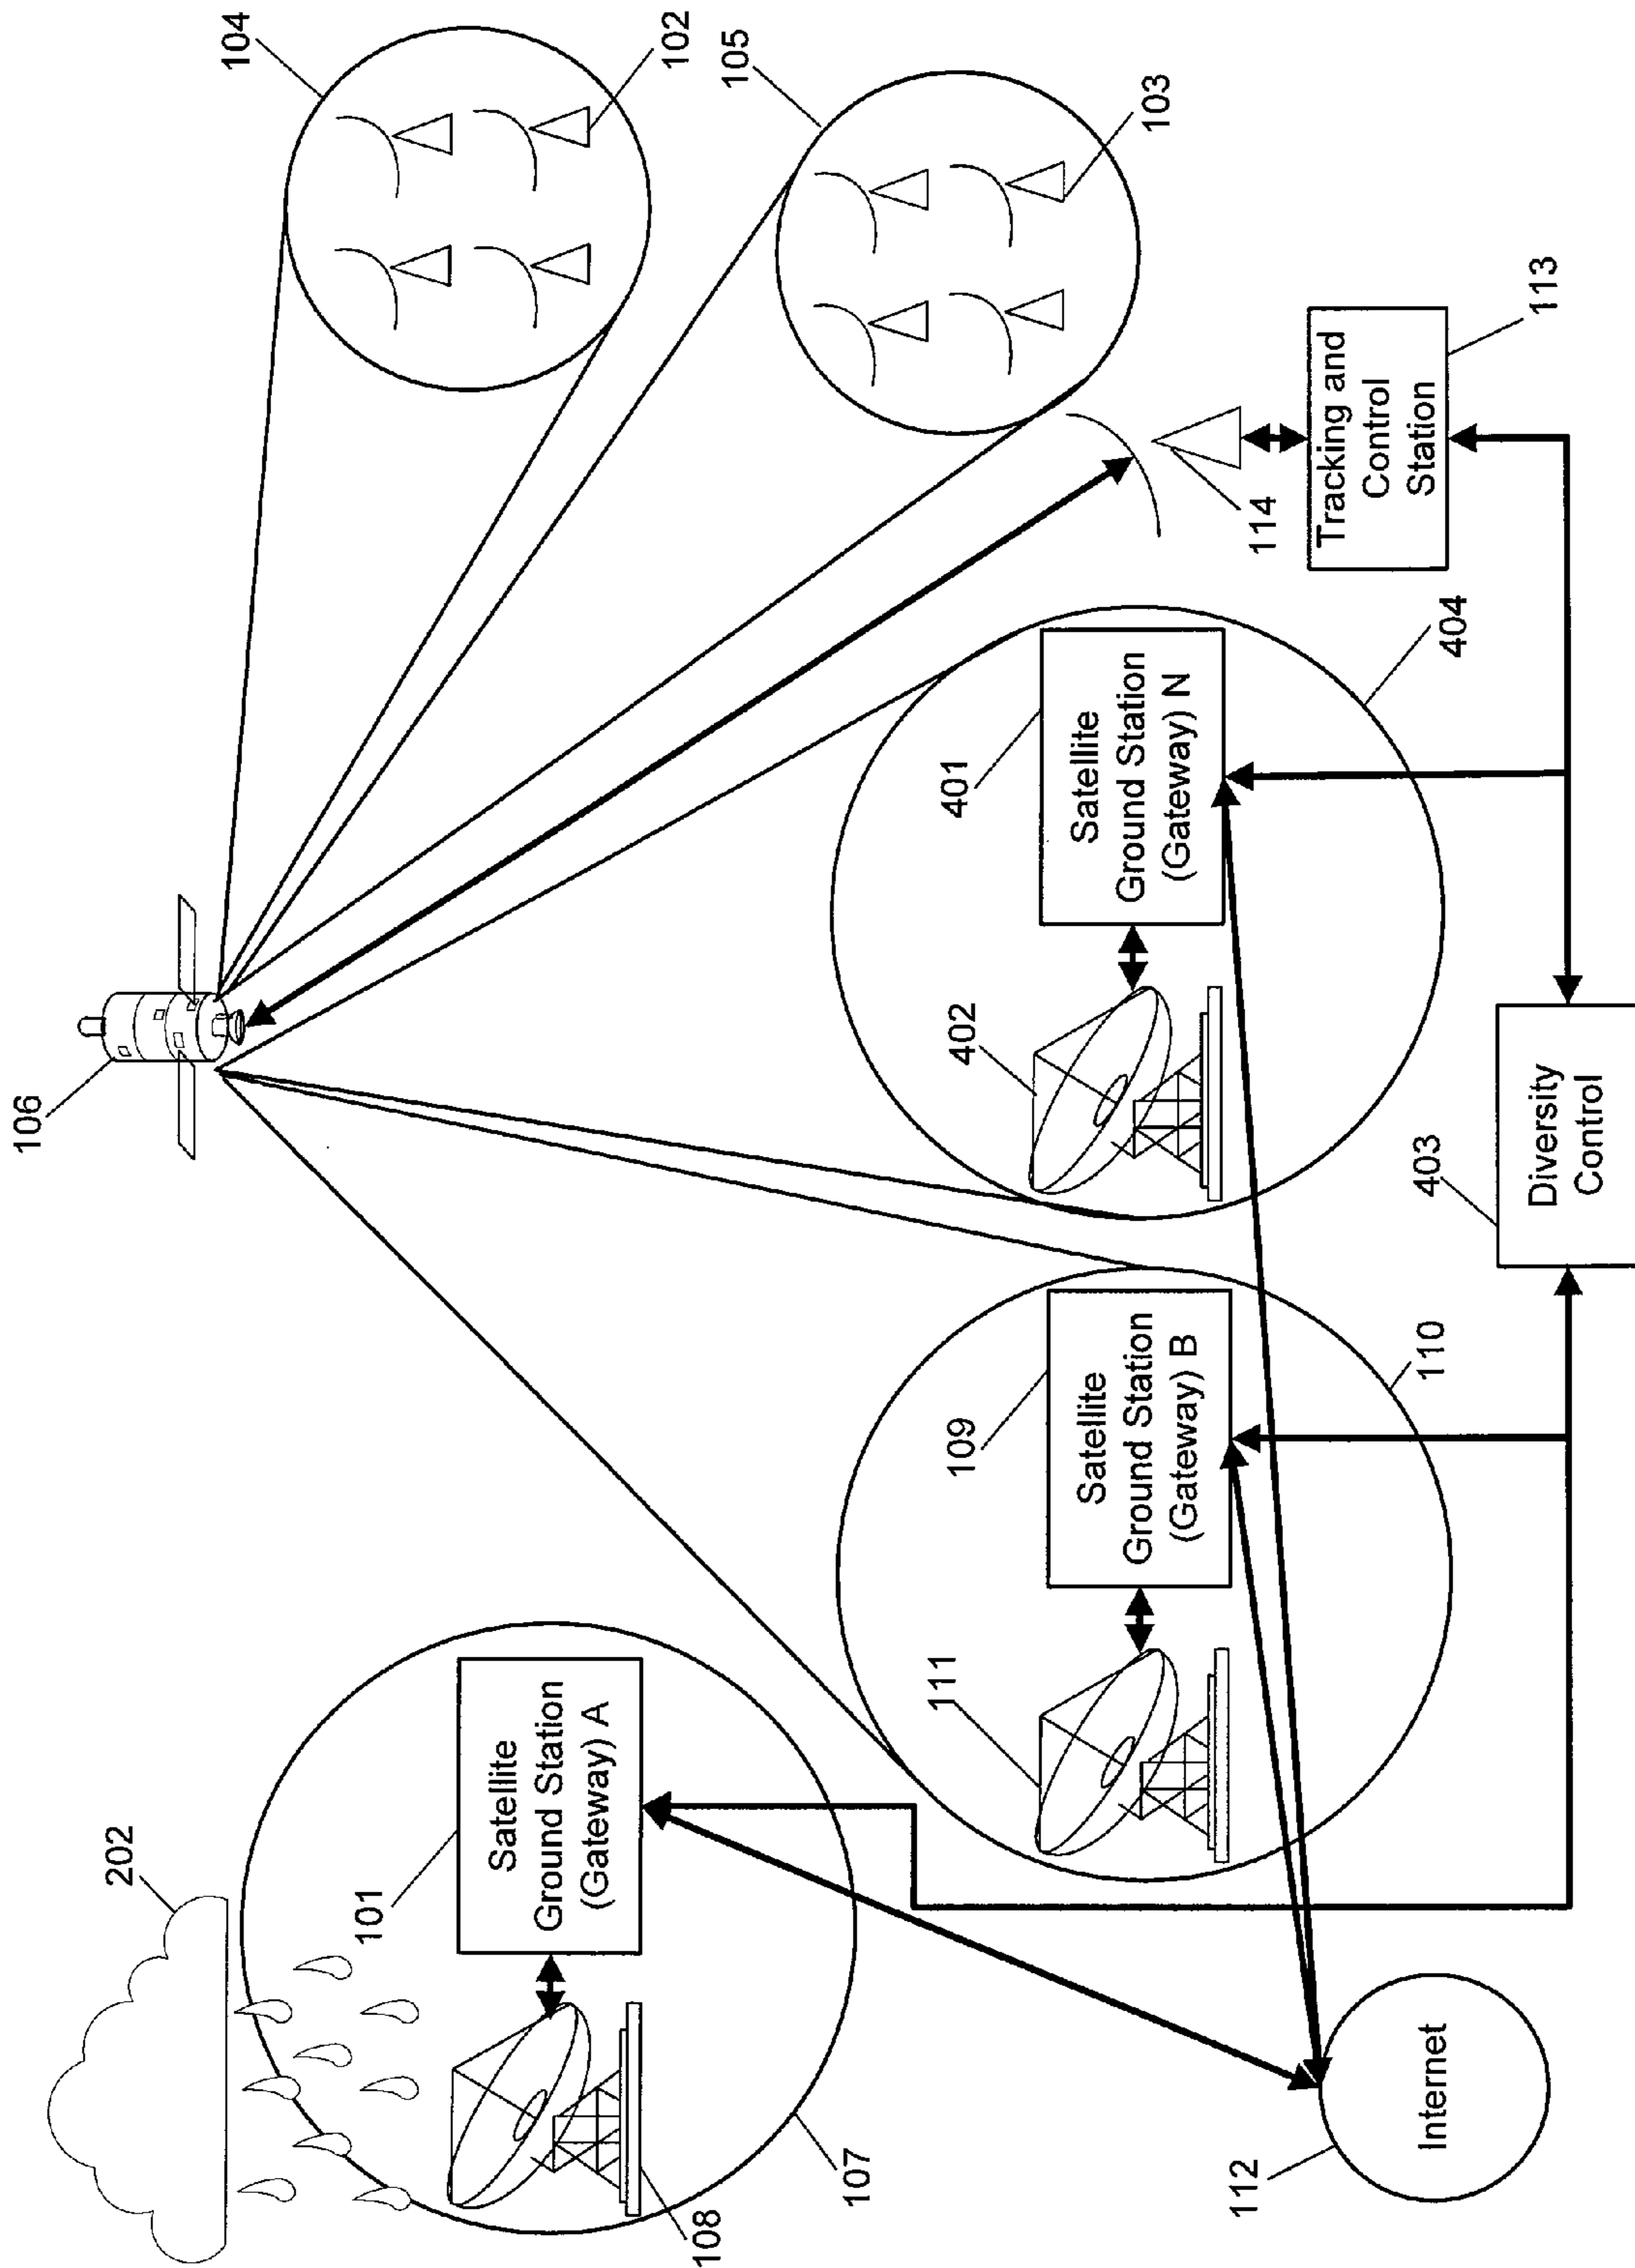 106
104
102
105
103
202
101
Satellite
Ground Station
(Gateway) A
108
107
111
109
Satellite
Ground Station
(Gateway) B
110
402
401
Satellite
Ground Station
(Gateway) N
404
114
Tracking and
Control
Station
113
112
Internet
403
Diversity
Control